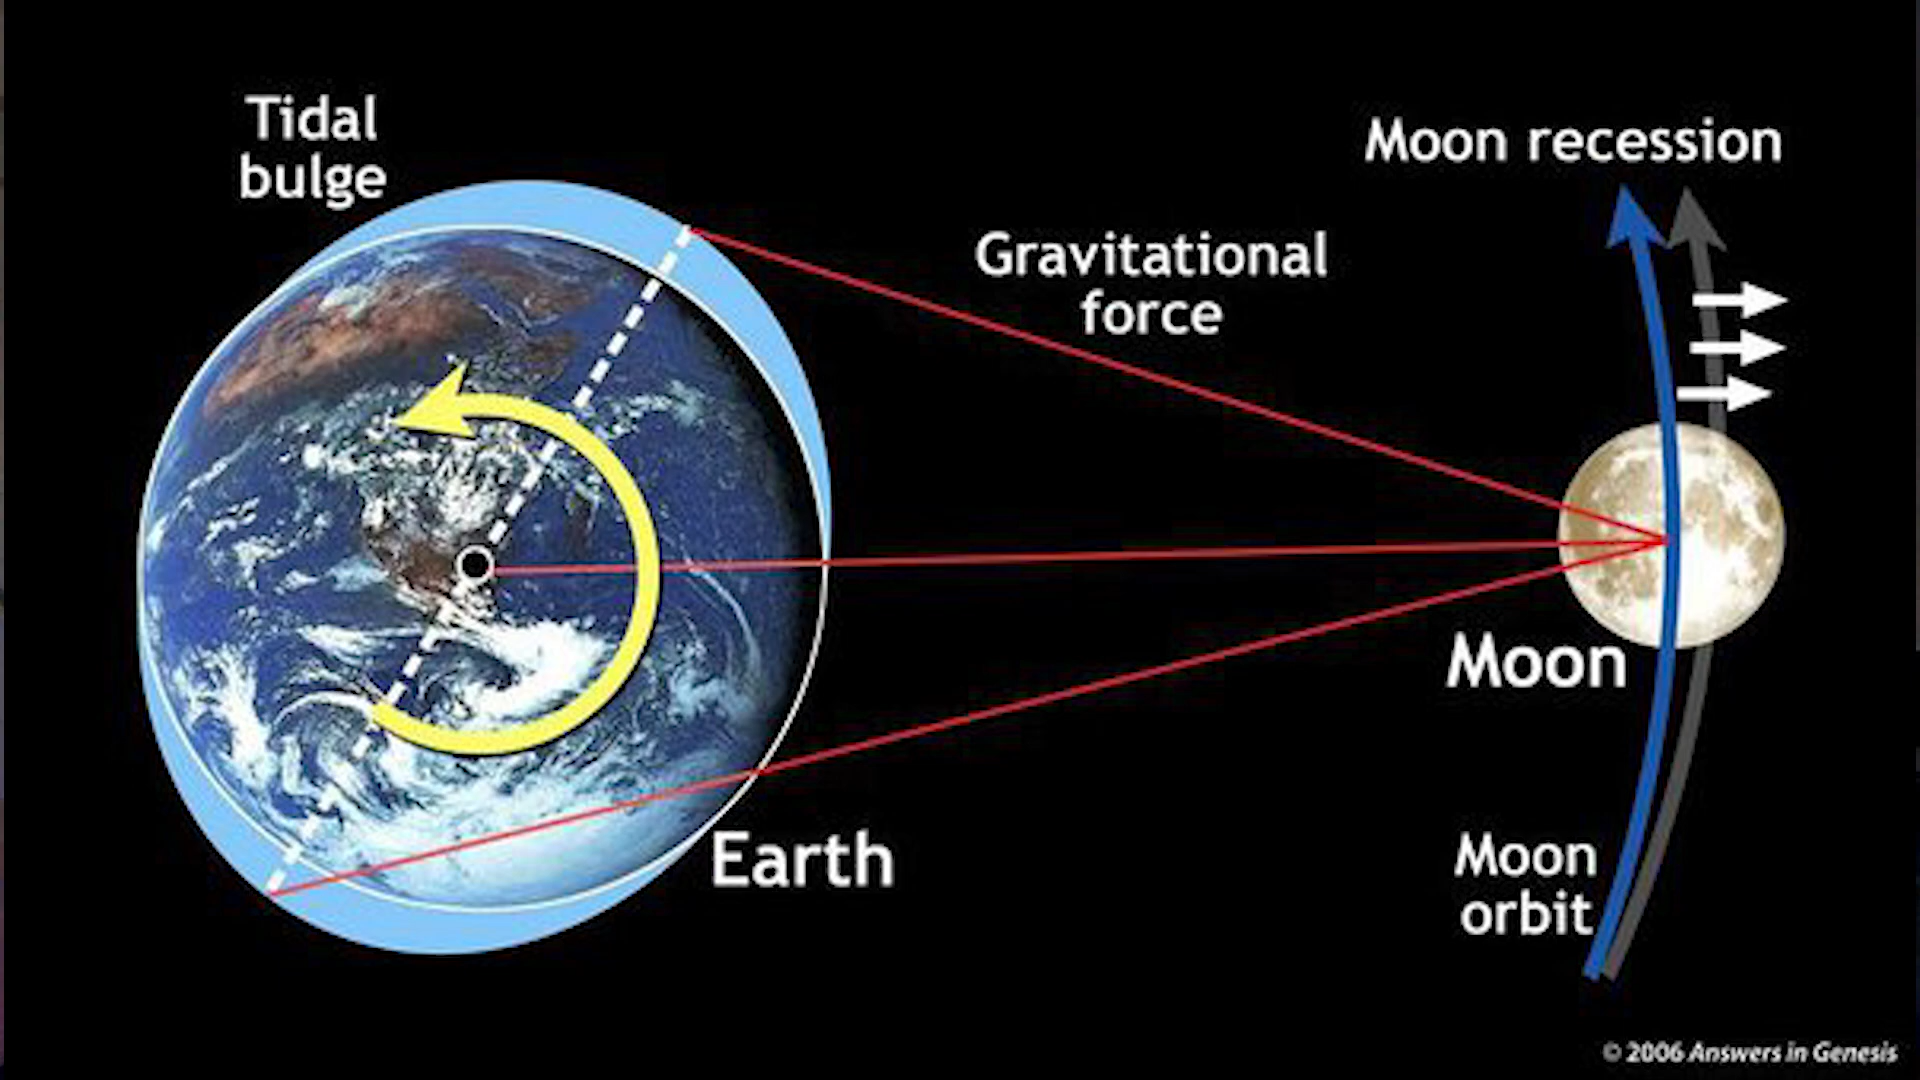 Tidal
bulge
Moon recession
Gravitational
force
Moon
Earth
Moon
orbit
© 2006 Answers in Genesis